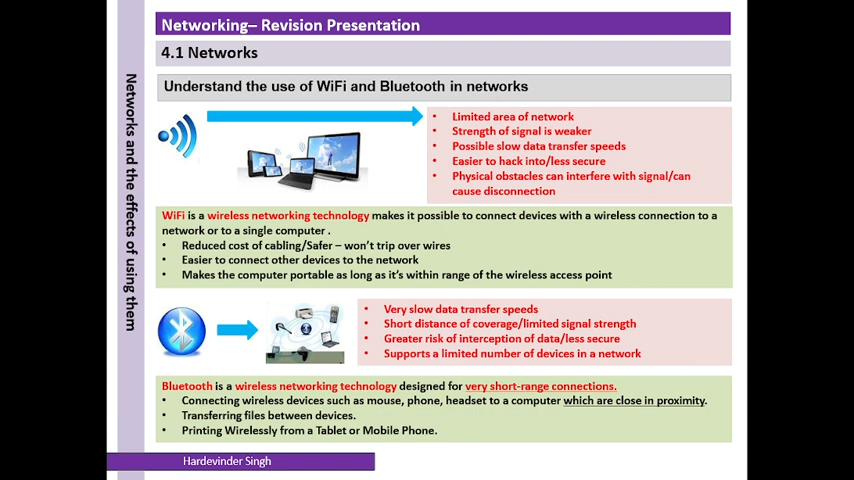 Networking– Revision Presentation
4.1 Networks
Understand the use of WiFi and Bluetooth in networks
Networks and the effects of using them
• Limited area of network
• Strength of signal is weaker
• Possible slow data transfer speeds
• Easier to hack into/less secure
• Physical obstacles can interfere with signal/can
cause disconnection
WiFi is a wireless networking technology makes it possible to connect devices with a wireless connection to a
network or to a single computer .
• Reduced cost of cabling/Safer – won't trip over wires
• Easier to connect other devices to the network
• Makes the computer portable as long as it's within range of the wireless access point
• Very slow data transfer speeds
• Short distance of coverage/limited signal strength
• Greater risk of interception of data/less secure
• Supports a limited number of devices in a network
Bluetooth is a wireless networking technology designed for very short-range connections.
• Connecting wireless devices such as mouse, phone, headset to a computer which are close in proximity.
• Transferring files between devices.
• Printing Wirelessly from a Tablet or Mobile Phone.
Hardevinder Singh